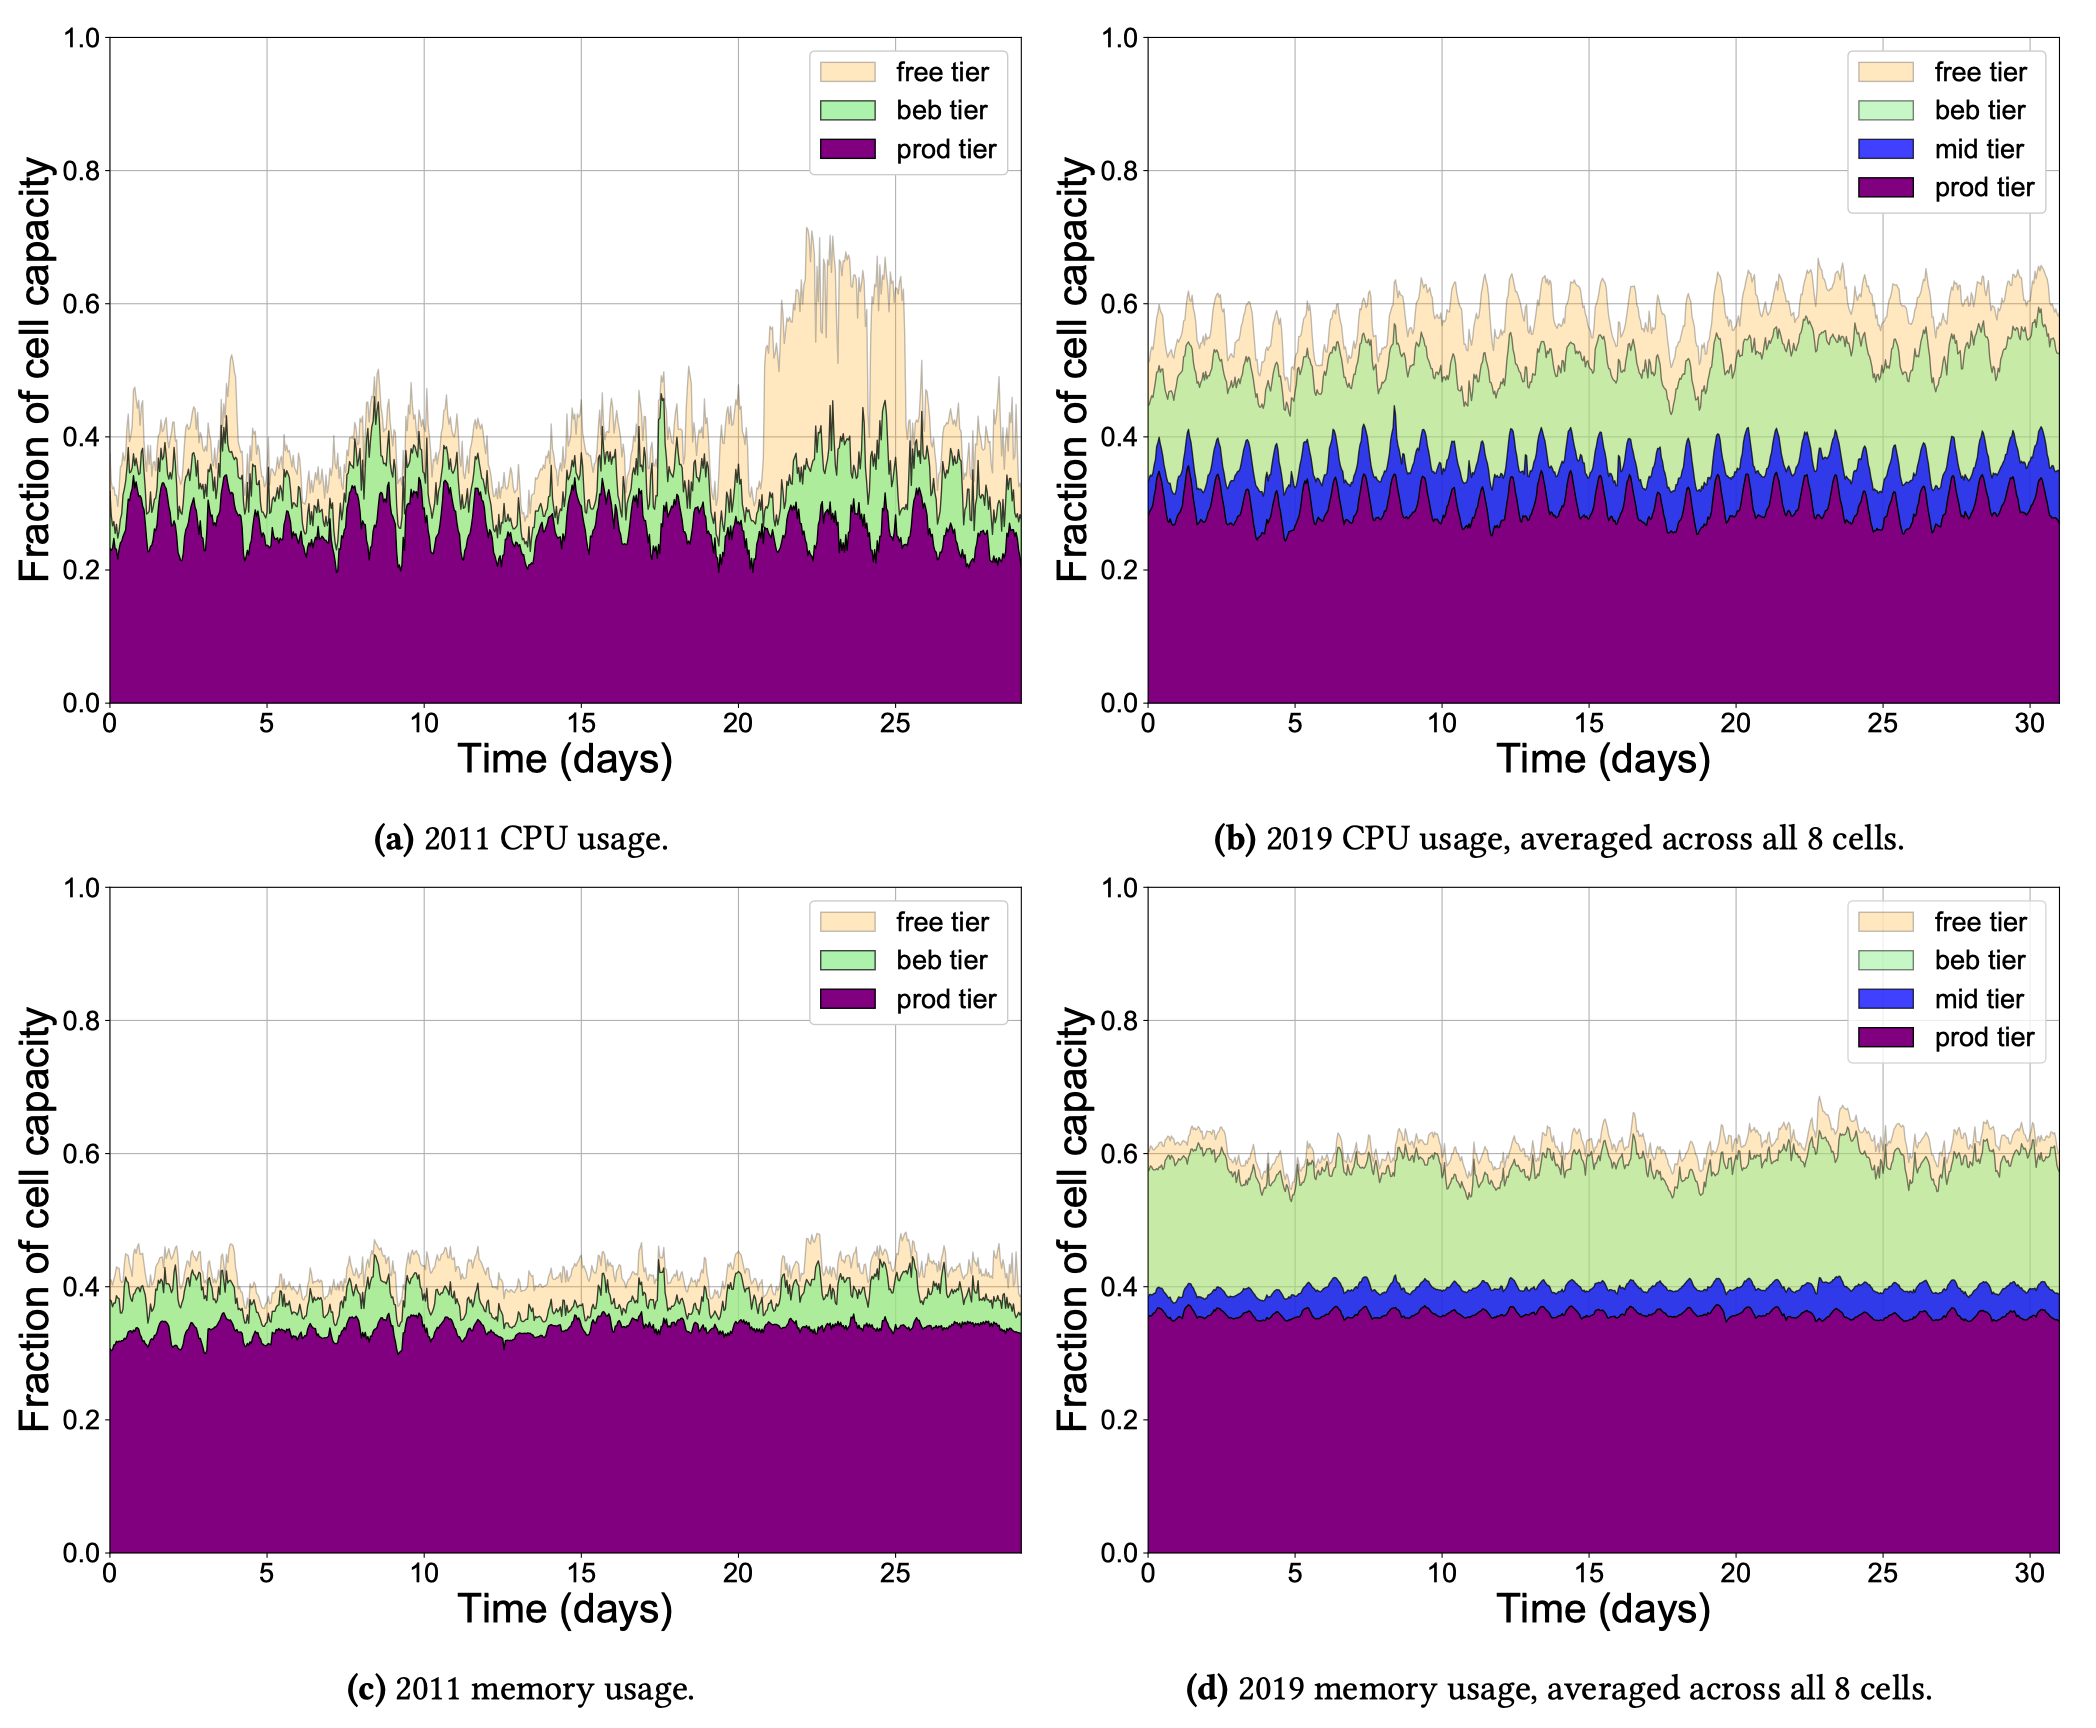 1.0
0.8
0.6
0.4
0.2
0.0
Fraction of cell capacity
free tier
beb tier
prod tier
0 5 10 15 20 25
Time (days)
(a) 2011 CPU usage.
1.0
0.8
0.6
0.4
0.2
0.0
Fraction of cell capacity
free tier
beb tier
mid tier
prod tier
0 5 10 15 20 25 30
Time (days)
(b) 2019 CPU usage, averaged across all 8 cells.
1.0
0.8
0.6
0.4
0.2
0.0
Fraction of cell capacity
free tier
beb tier
prod tier
0 5 10 15 20 25
Time (days)
(c) 2011 memory usage.
1.0
0.8
0.6
0.4
0.2
0.0
Fraction of cell capacity
free tier
beb tier
mid tier
prod tier
0 5 10 15 20 25 30
Time (days)
(d) 2019 memory usage, averaged across all 8 cells.